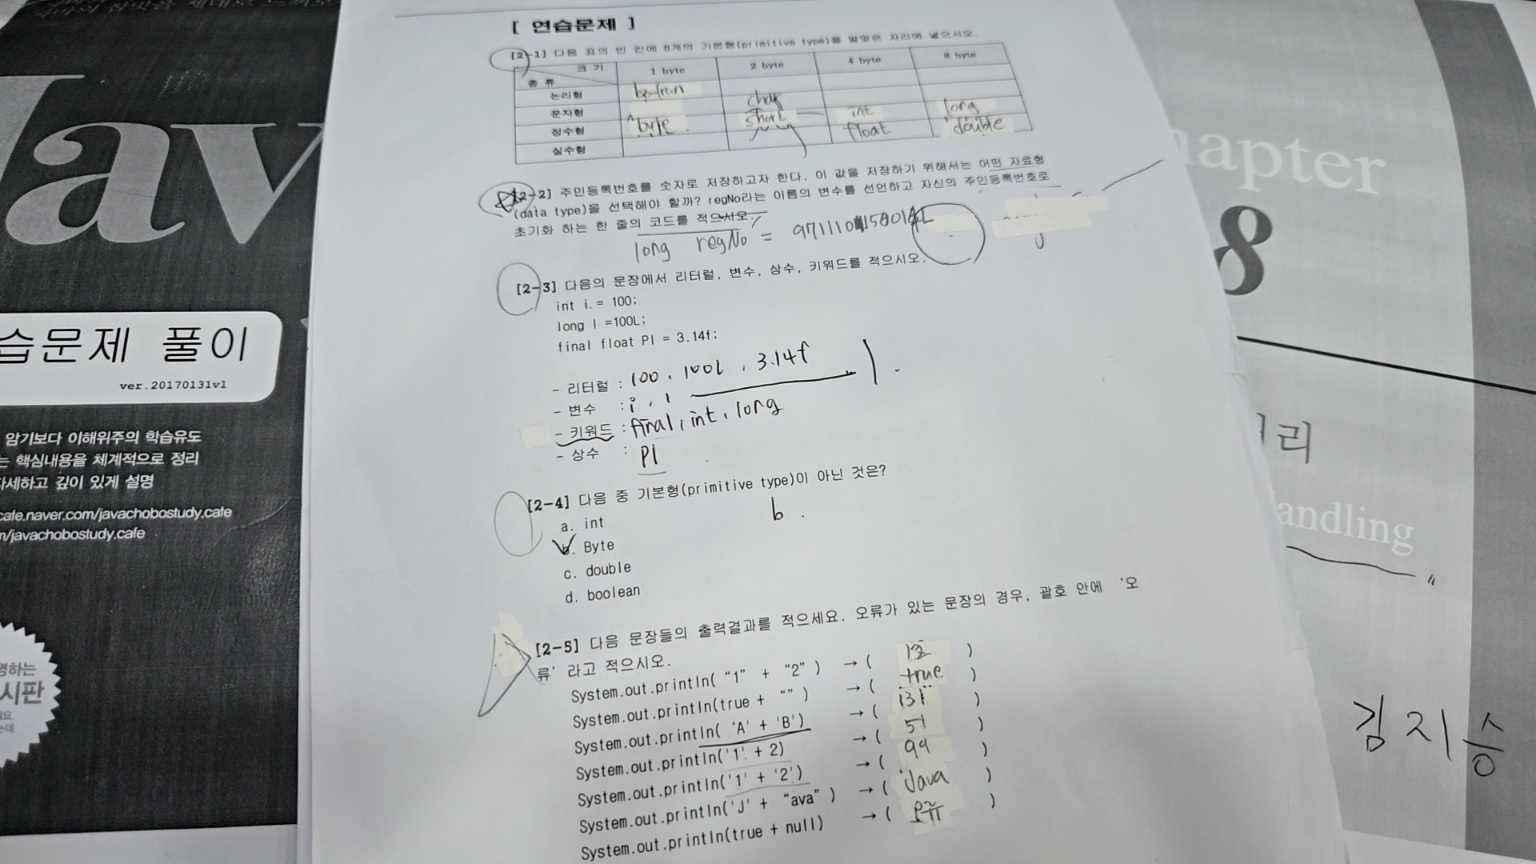 [ 연습문제 ]
[2-1] 다음 표의 빈 칸에 8개의 기본형(primitive type)을 알맞은 자리에 넣으시오.
크 기
종 류
1 byte
2 byte
4 byte
8 byte
논리형
boolean
문자형
char
정수형
byte
short
int
long
실수형
float
double
[2-2] 주민등록번호를 숫자로 저장하고자 한다. 이 값을 저장하기 위해서는 어떤 자료형
(data type)을 선택해야 할까? regNo라는 이름의 변수를 선언하고 자신의 주민등록번호로
초기화 하는 한 줄의 코드를 적으시오.
long regNo =
[2-3] 다음의 문장에서 리터럴, 변수, 상수, 키워드를 적으시오.
int i = 100;
long l =100L;
final float PI = 3.14f;
- 리터럴 : 100, 100L, 3.14f
- 변수 : i, l
- 키워드 : final, int, long
- 상수 : PI
[2-4] 다음 중 기본형(primitive type)이 아닌 것은?
b.
a. int
b. Byte
c. double
d. boolean
[2-5] 다음 문장들의 출력결과를 적으세요. 오류가 있는 문장의 경우, 괄호 안에 '오
류' 라고 적으시오.
System.out.println( "1" + "2" ) → ( 12 )
System.out.println(true + "" ) → ( true )
System.out.println( 'A' + 'B') → ( 131 )
System.out.println('1' + 2) → ( 51 )
System.out.println('1' + '2') → ( 99 )
System.out.println('J' + "ava" ) → ( Java )
System.out.println(true + null) → ( 오류 )
Jav
습문제 풀이
ver.20170131v1
암기보다 이해위주의 학습유도
는 핵심내용을 체계적으로 정리
자세하고 깊이 있게 설명
cafe.naver.com/javachobostudy.cafe
m/javachobostudy.cafe
영하는
시판
hapter
8
처리
andling
김지승